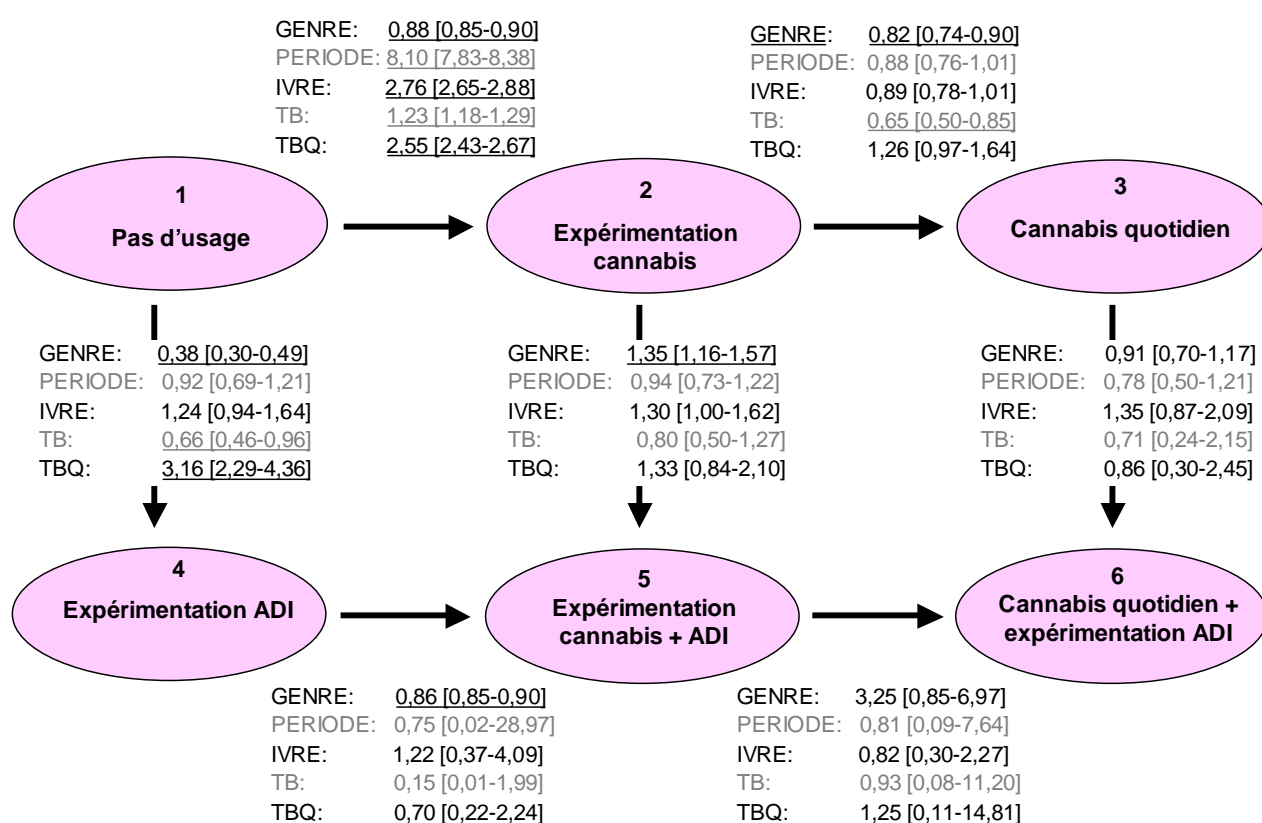 GENRE: 0,88 [0,85-0,90]
PERIODE: 8,10 [7,83-8,38]
IVRE: 2,76 [2,65-2,88]
TB: 1,23 [1,18-1,29]
TBQ: 2,55 [2,43-2,67]
GENRE: 0,82 [0,74-0,90]
PERIODE: 0,88 [0,76-1,01]
IVRE: 0,89 [0,78-1,01]
TB: 0,65 [0,50-0,85]
TBQ: 1,26 [0,97-1,64]
1
Pas d'usage
2
Expérimentation
cannabis
3
Cannabis quotidien
GENRE: 0,38 [0,30-0,49]
PERIODE: 0,92 [0,69-1,21]
IVRE: 1,24 [0,94-1,64]
TB: 0,66 [0,46-0,96]
TBQ: 3,16 [2,29-4,36]
GENRE: 1,35 [1,16-1,57]
PERIODE: 0,94 [0,73-1,22]
IVRE: 1,30 [1,00-1,62]
TB: 0,80 [0,50-1,27]
TBQ: 1,33 [0,84-2,10]
GENRE: 0,91 [0,70-1,17]
PERIODE: 0,78 [0,50-1,21]
IVRE: 1,35 [0,87-2,09]
TB: 0,71 [0,24-2,15]
TBQ: 0,86 [0,30-2,45]
4
Expérimentation ADI
5
Expérimentation
cannabis + ADI
6
Cannabis quotidien +
expérimentation ADI
GENRE: 0,86 [0,85-0,90]
PERIODE: 0,75 [0,02-28,97]
IVRE: 1,22 [0,37-4,09]
TB: 0,15 [0,01-1,99]
TBQ: 0,70 [0,22-2,24]
GENRE: 3,25 [0,85-6,97]
PERIODE: 0,81 [0,09-7,64]
IVRE: 0,82 [0,30-2,27]
TB: 0,93 [0,08-11,20]
TBQ: 1,25 [0,11-14,81]